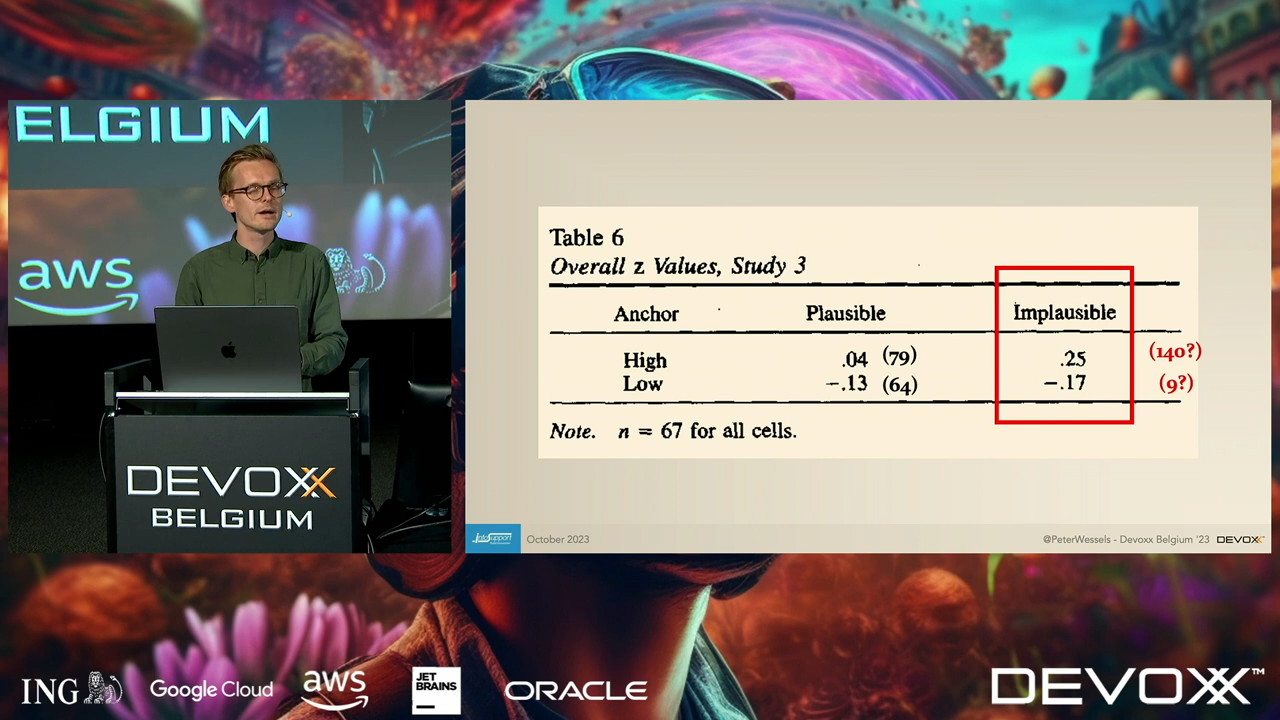 ELGIUM
aws
DEVOXX
BELGIUM
Table 6
Overall z Values, Study 3
Anchor Plausible Implausible
High .04 (79) .25 (140?)
Low −.13 (64) −.17 (9?)
Note. n = 67 for all cells.
InfoSupport
October 2023
@PeterWessels - Devoxx Belgium '23 DEVOXX
ING
Google Cloud
aws
JET
BRAINS
ORACLE
DEVOXX™